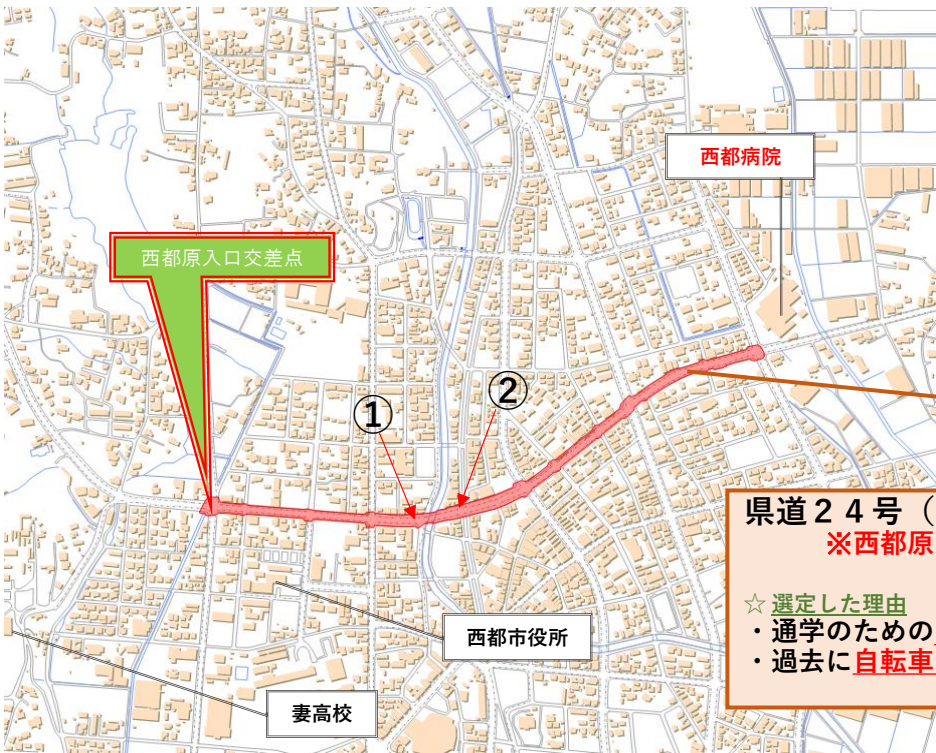 西都病院
西都原入口交差点
①
②
県道２４号（
※西都原
☆選定した理由
・通学のための
・過去に自転車
西都市役所
妻高校